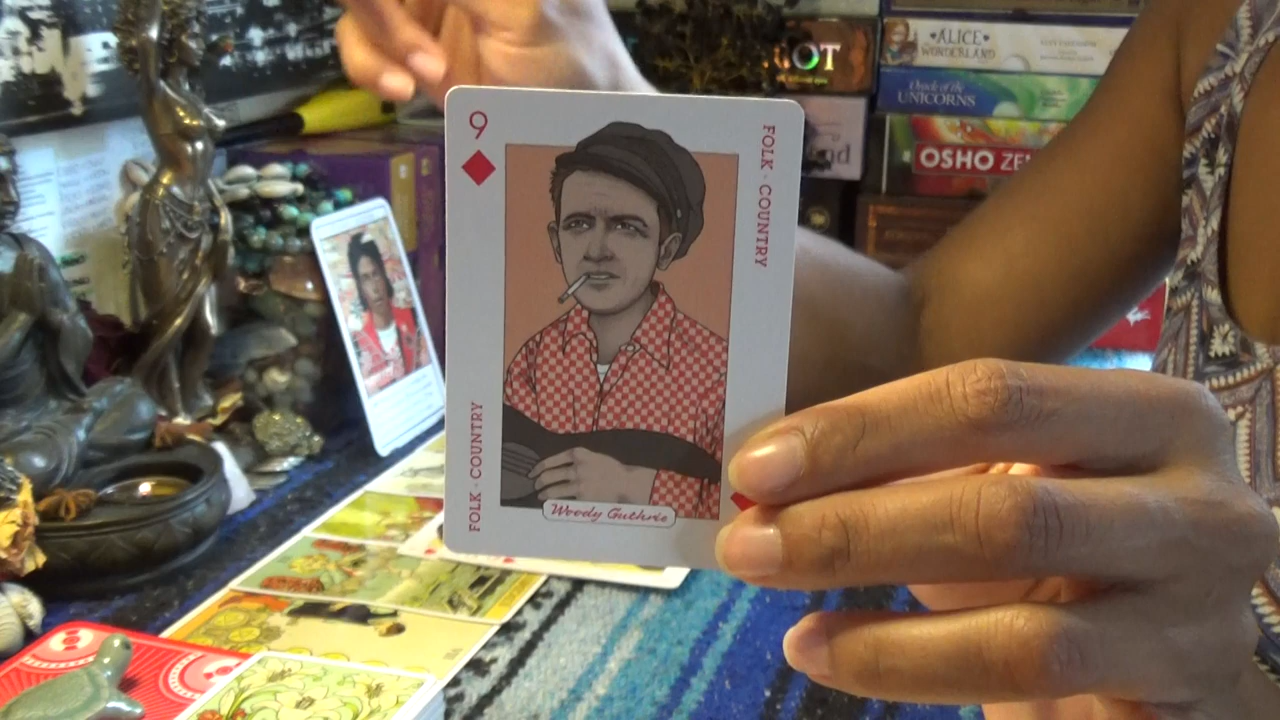 9
FOLK · COUNTRY
FOLK · COUNTRY
Woody Guthrie
OT
ALICE
WONDERLAND
Oracle of the
UNICORNS
OSHO ZEN